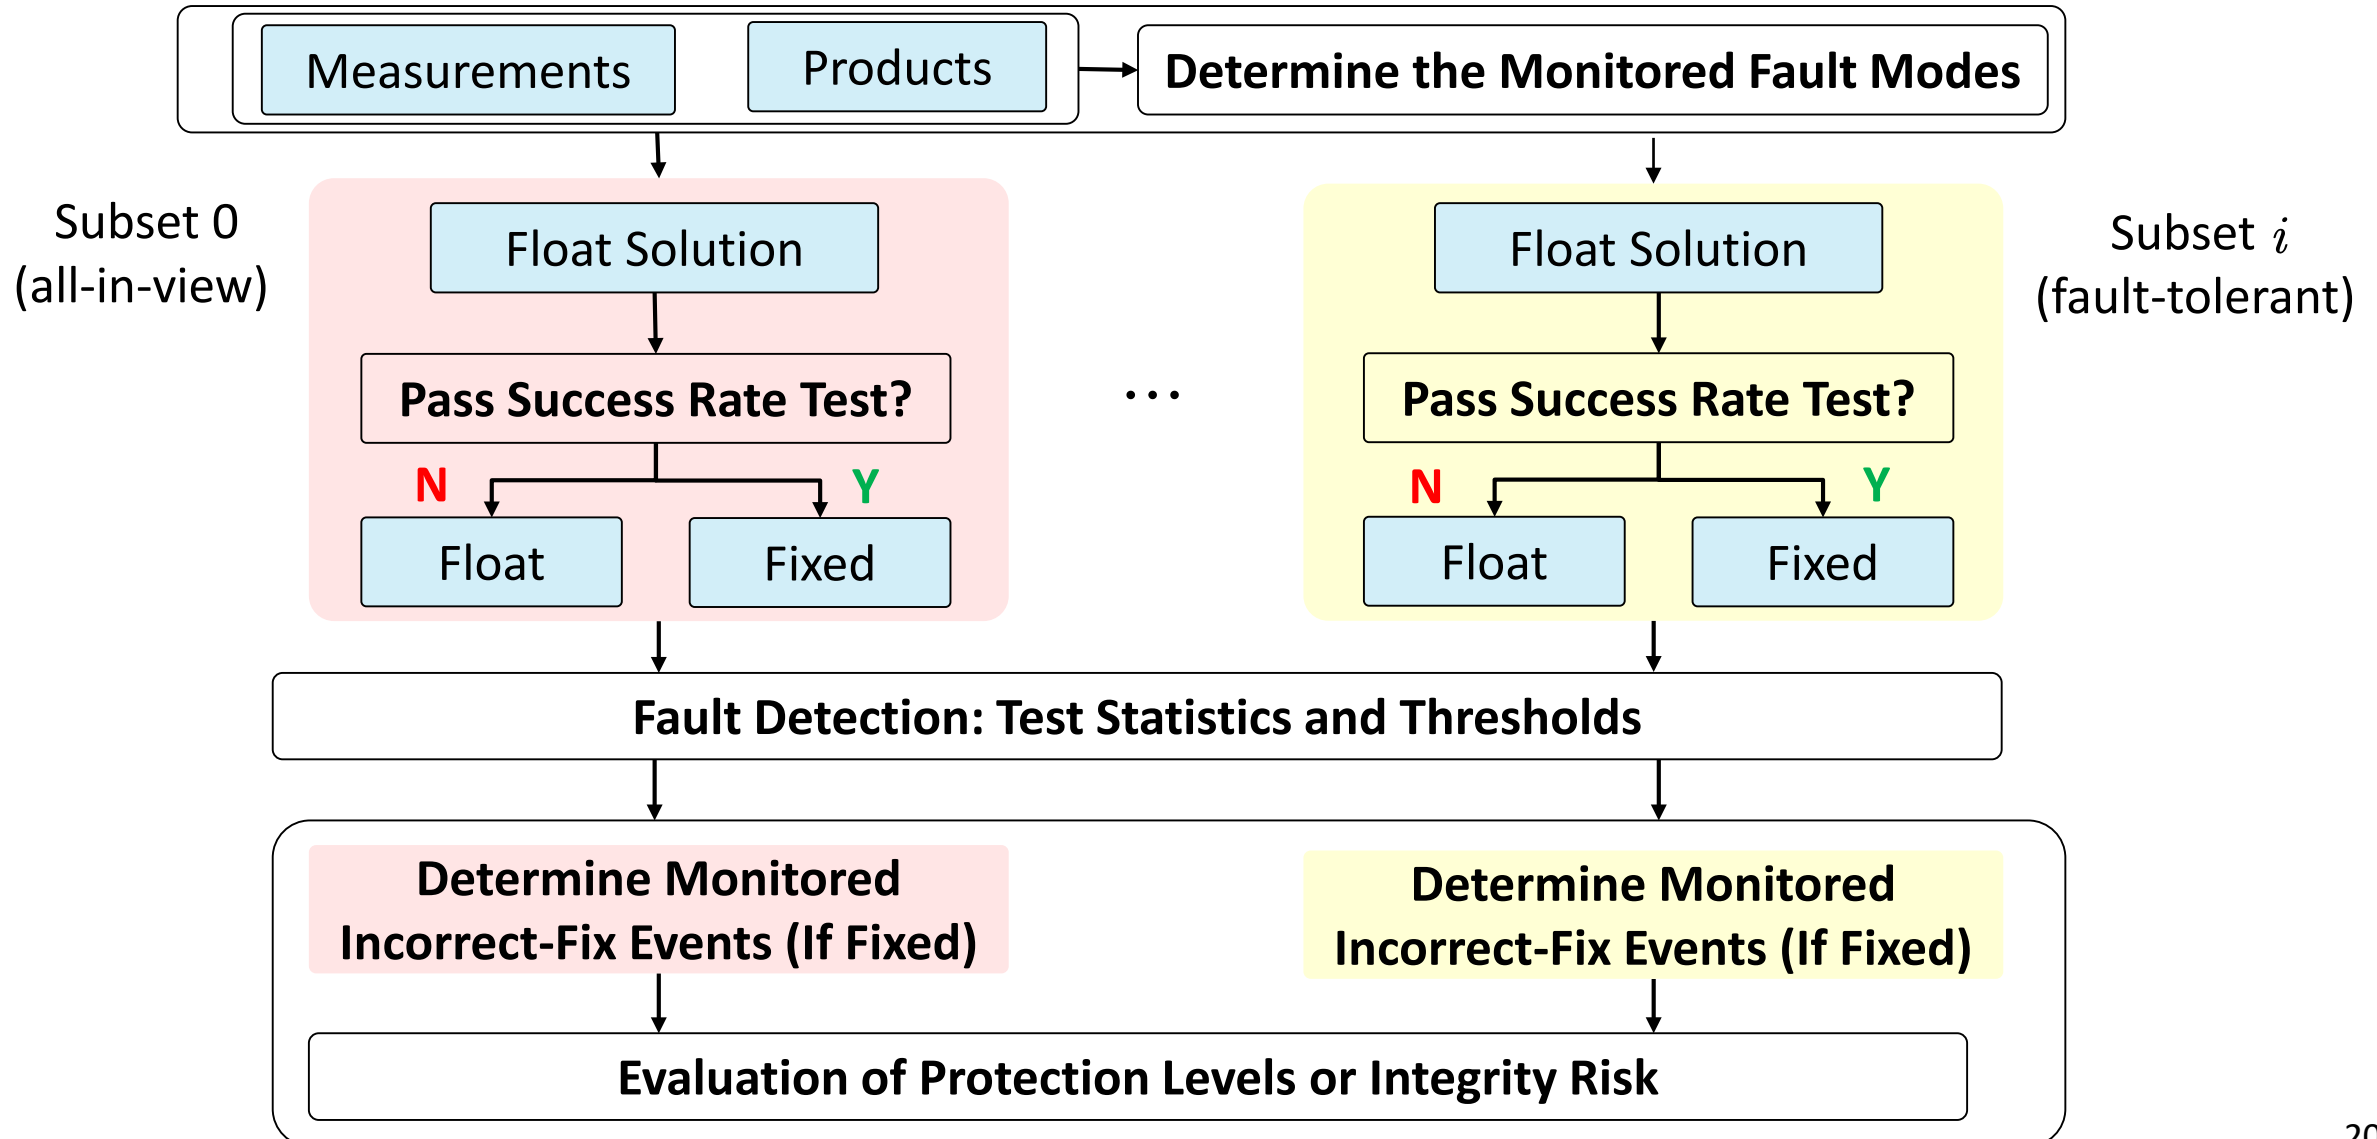 Measurements
Products
Determine the Monitored Fault Modes
Subset 0
(all-in-view)
Float Solution
Pass Success Rate Test?
N
Y
Float
Fixed
...
Subset i
(fault-tolerant)
Float Solution
Pass Success Rate Test?
N
Y
Float
Fixed
Fault Detection: Test Statistics and Thresholds
Determine Monitored
Incorrect-Fix Events (If Fixed)
Determine Monitored
Incorrect-Fix Events (If Fixed)
Evaluation of Protection Levels or Integrity Risk
20